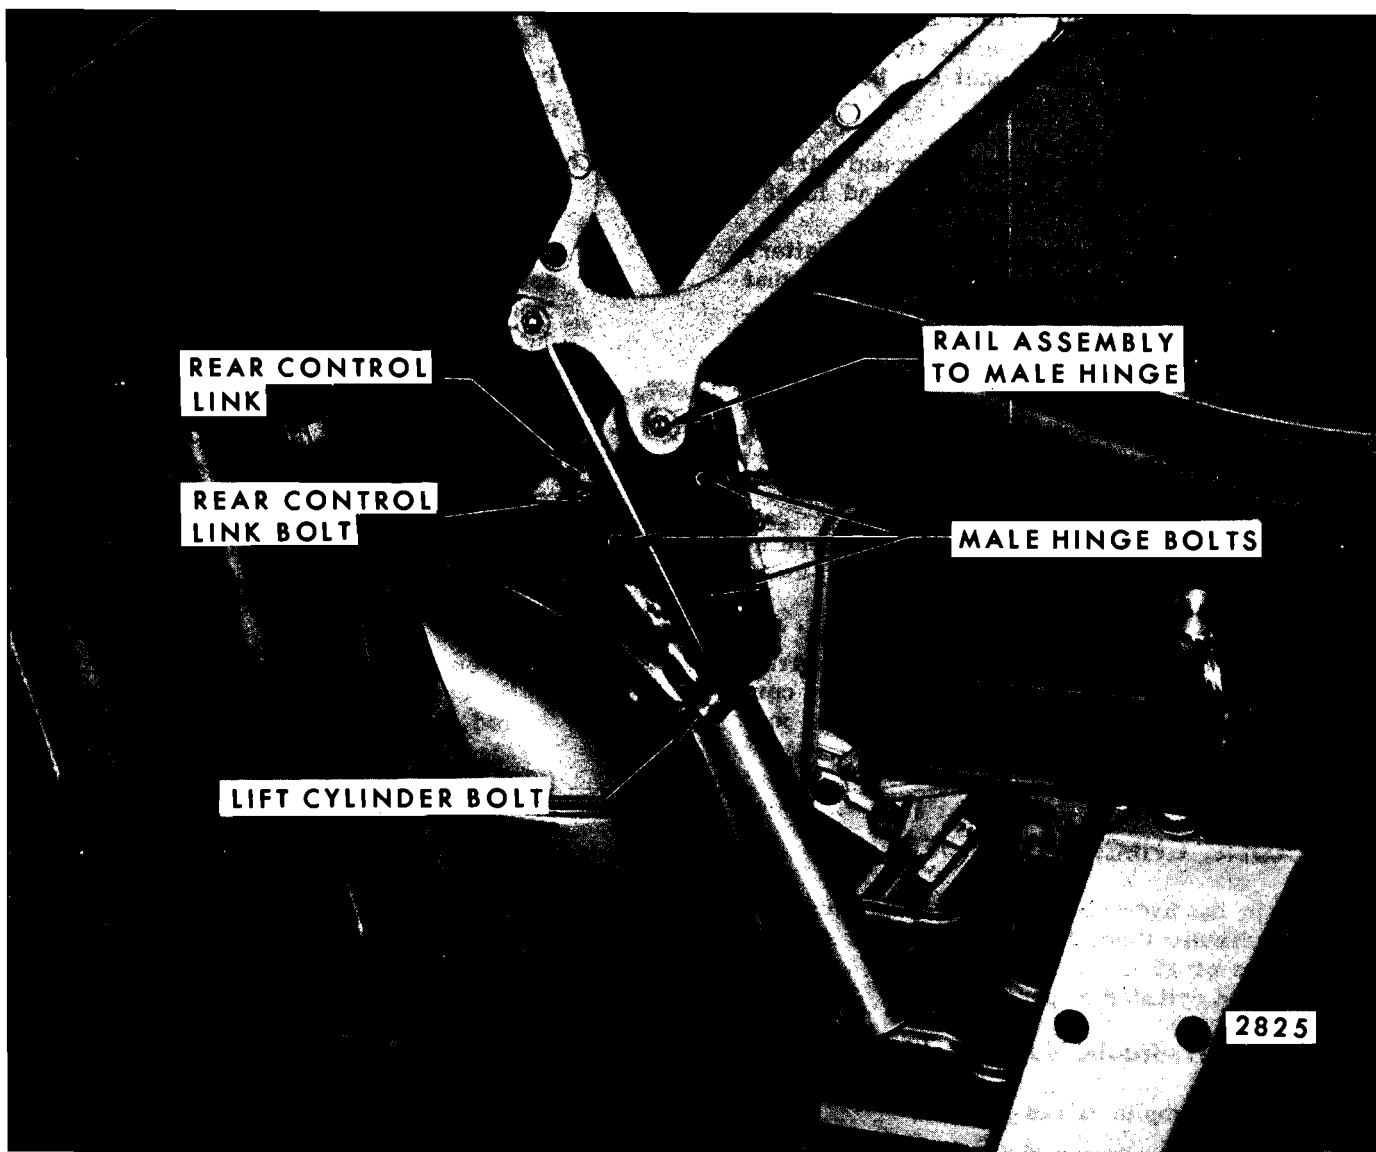 REAR CONTROL
LINK
RAIL ASSEMBLY
TO MALE HINGE
REAR CONTROL
LINK BOLT
MALE HINGE BOLTS
LIFT CYLINDER BOLT
2825